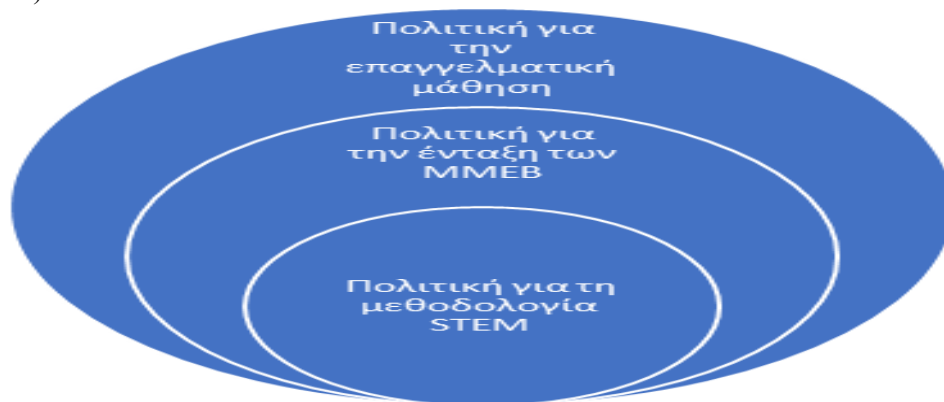 Πολιτική για
την
επαγγελματική
μάθηση
Πολιτική για
την ένταξη των
ΜΜΕΒ
Πολιτική για τη
μεθοδολογία
STEM